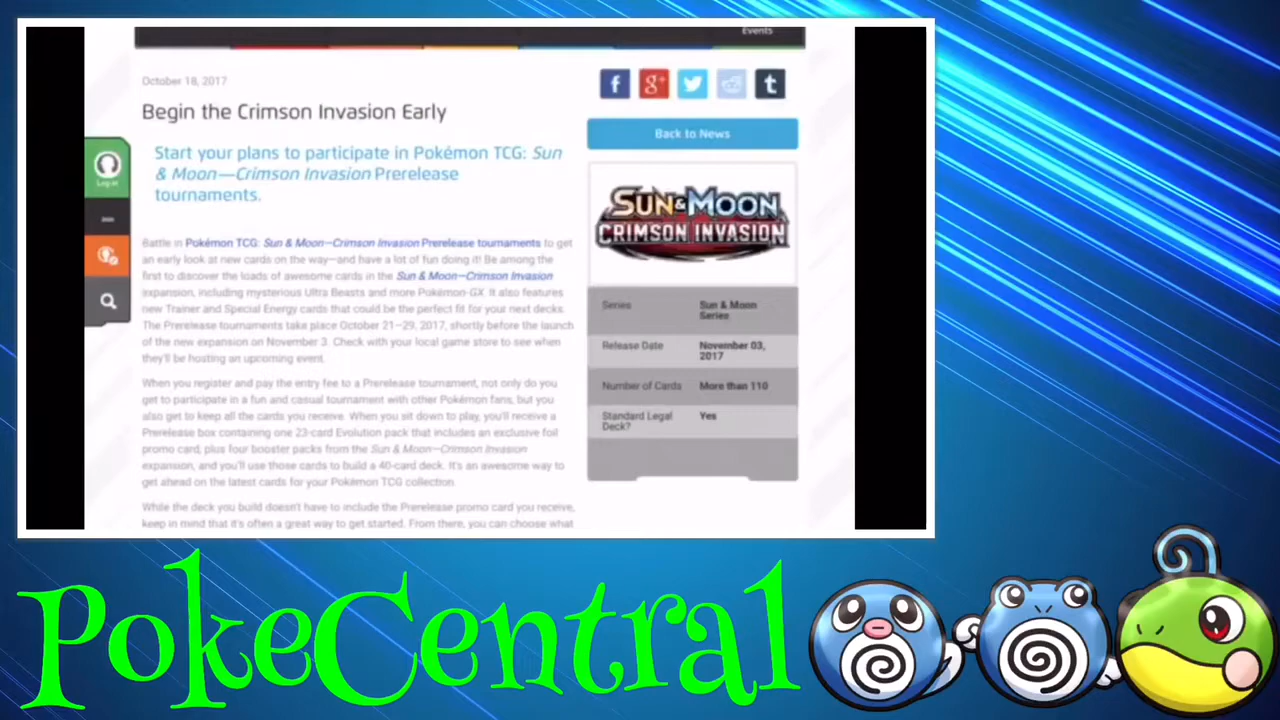 Events
October 18, 2017
Begin the Crimson Invasion Early
Start your plans to participate in Pokémon TCG: Sun
& Moon—Crimson Invasion Prerelease
tournaments.
Battle in Pokémon TCG: Sun & Moon—Crimson Invasion Prerelease tournaments to get
an early look at new cards on the way—and have a lot of fun doing it! Be among the
first to discover the loads of awesome cards in the Sun & Moon—Crimson Invasion
expansion, including mysterious Ultra Beasts and more Pokémon-GX. It also features
new Trainer and Special Energy cards that could be the perfect fit for your next decks.
The Prerelease tournaments take place October 21–29, 2017, shortly before the launch
of the new expansion on November 3. Check with your local game store to see when
they'll be hosting an upcoming event.
When you register and pay the entry fee to a Prerelease tournament, not only do you
get to participate in a fun and casual tournament with other Pokémon fans, but you
also get to keep all the cards you receive. When you sit down to play, you'll receive a
Prerelease box containing one 23-card Evolution pack that includes an exclusive foil
promo card, plus four booster packs from the Sun & Moon—Crimson Invasion
expansion, and you'll use those cards to build a 40-card deck. It's an awesome way to
get ahead on the latest cards for your Pokémon TCG collection.
While the deck you build doesn't have to include the Prerelease promo card you receive,
keep in mind that it's often a great way to get started. From there, you can choose what
Log in
f g+ t
Back to News
SUN & MOON
CRIMSON INVASION
Series Sun & Moon
Series
Release Date November 03,
2017
Number of Cards More than 110
Standard Legal Yes
Deck?
PokeCentral